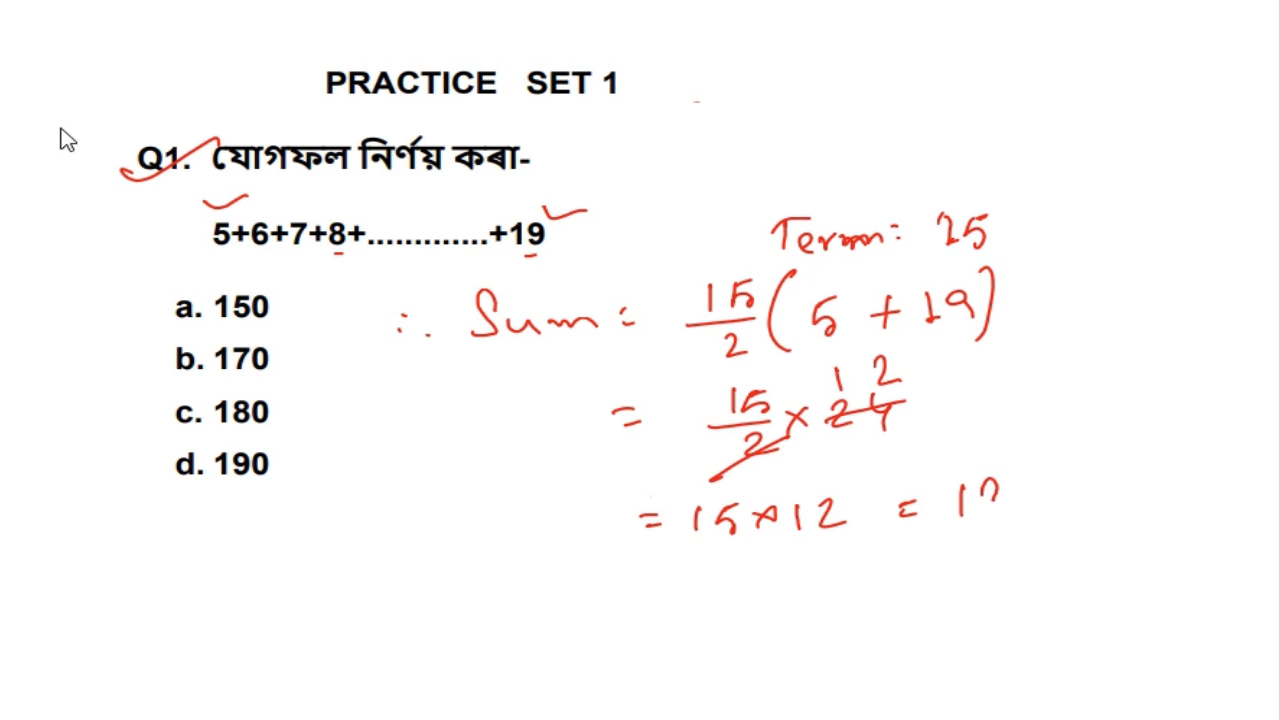 PRACTICE SET 1
Q1. যোগফল নিৰ্ণয় কৰা-
5+6+7+8+.............+19
Term: 15
a. 150
∴ Sum = 15/2 (5 + 19)
b. 170
c. 180
= 15/2 × 24 12
d. 190
= 15×12 = 1